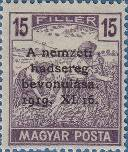 FILLÉR
15 15
A nemzeti
hadsereg
bevonulása.
1919. XI/16.
MAGYAR POSTA